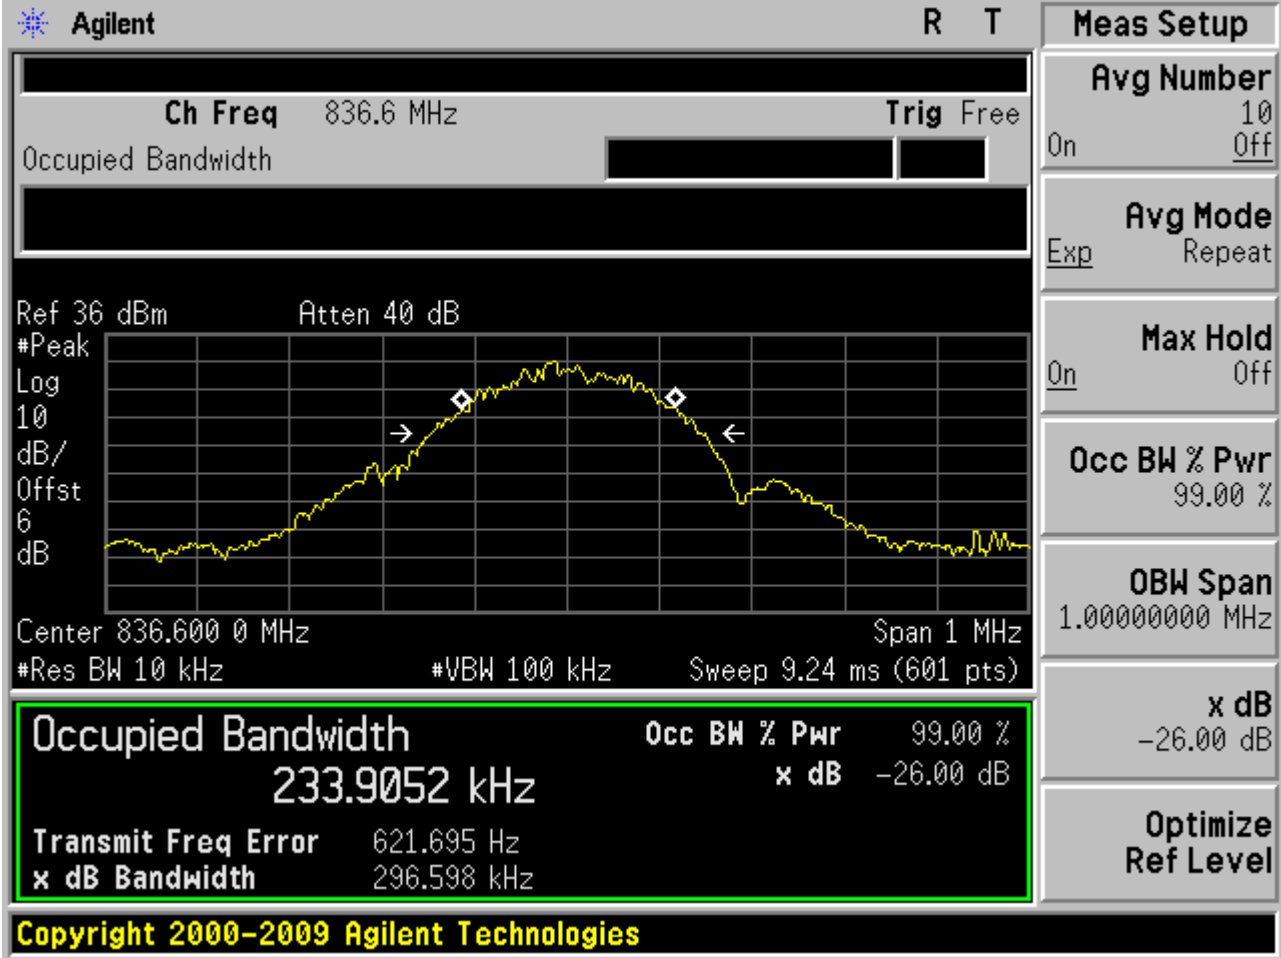 Agilent R T
Meas Setup
Ch Freq 836.6 MHz Trig Free
Occupied Bandwidth
Ref 36 dBm Atten 40 dB
#Peak
Log
10
dB/
Offst
6
dB
Center 836.600 0 MHz Span 1 MHz
#Res BW 10 kHz #VBW 100 kHz Sweep 9.24 ms (601 pts)
Occupied Bandwidth
233.9052 kHz
Occ BW % Pwr 99.00 %
x dB -26.00 dB
Transmit Freq Error 621.695 Hz
x dB Bandwidth 296.598 kHz
Avg Number
10
On Off
Avg Mode
Exp Repeat
Max Hold
On Off
Occ BW % Pwr
99.00 %
OBW Span
1.00000000 MHz
x dB
-26.00 dB
Optimize
Ref Level
Copyright 2000-2009 Agilent Technologies